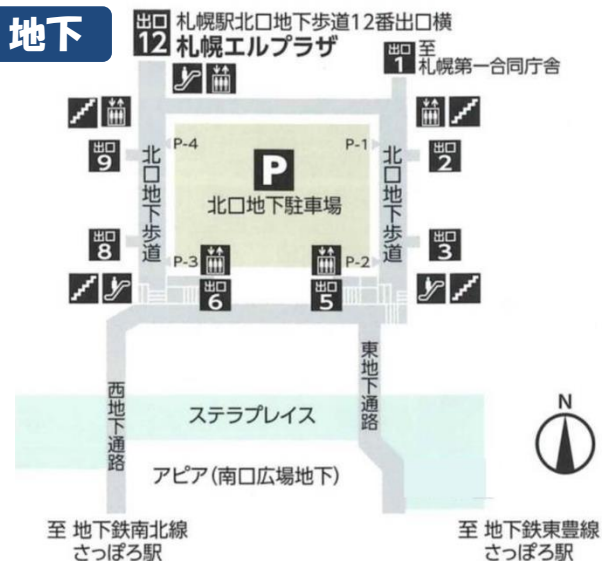 地下
出口
12
札幌駅北口地下歩道12番出口横
札幌エルプラザ
出口
1
至
札幌第一合同庁舎
出口
9
P-4
P-1
出口
2
北口地下歩道
P
北口地下駐車場
北口地下歩道
出口
8
P-3
P-2
出口
3
出口
6
出口
5
西地下通路
東地下通路
ステラプレイス
アピア(南口広場地下)
N
至 地下鉄南北線
さっぽろ駅
至 地下鉄東豊線
さっぽろ駅